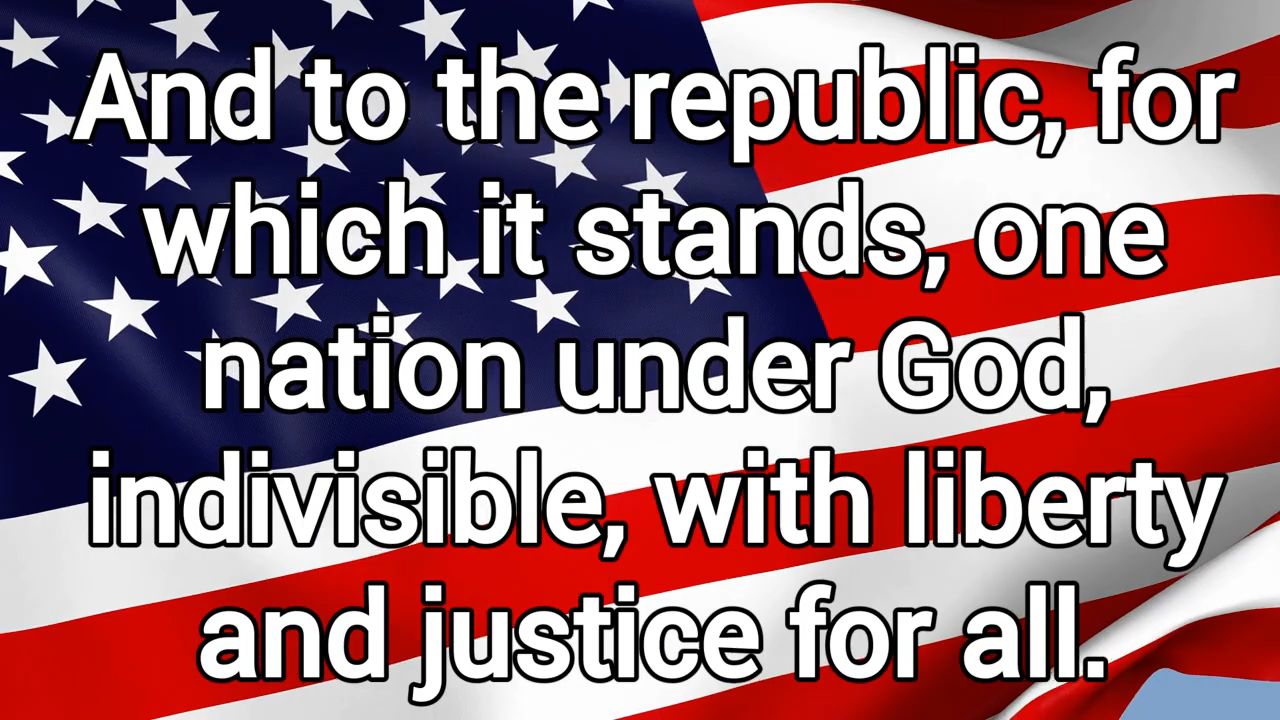 And to the republic, for
which it stands, one
nation under God,
indivisible, with liberty
and justice for all.